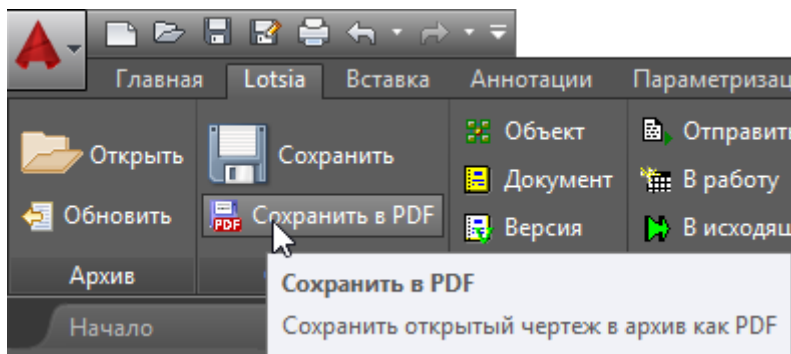 Главная Lotsia Вставка Аннотации
Открыть
Обновить
Архив
Сохранить
PDF Сохранить в PDF
Объект
Документ
Версия
В работу
Сохранить в PDF
Сохранить открытый чертеж в архив как PDF
Начало